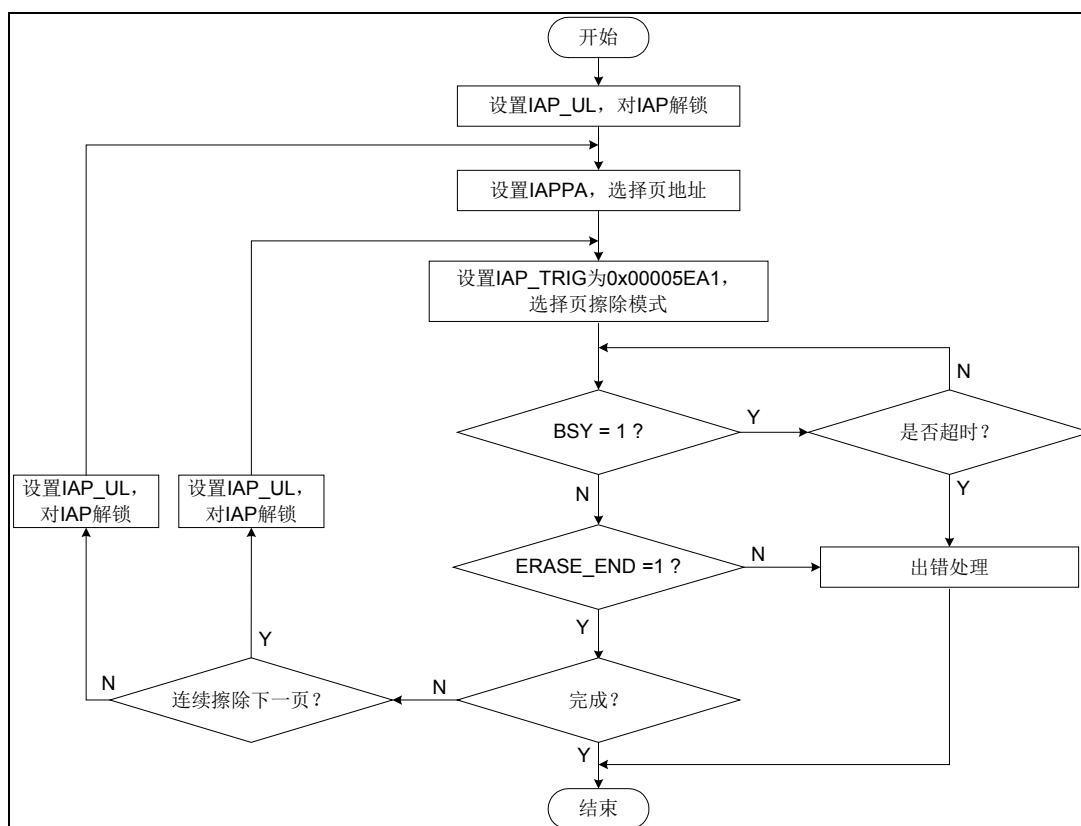 开始
设置IAP_UL，对IAP解锁
设置IAPPA，选择页地址
设置IAP_TRIG为0x00005EA1，
选择页擦除模式
N
BSY = 1 ?
Y
是否超时?
设置IAP_UL，
对IAP解锁
设置IAP_UL，
对IAP解锁
N
Y
ERASE_END =1 ?
N
出错处理
Y
Y
N
连续擦除下一页?
N
完成?
Y
结束